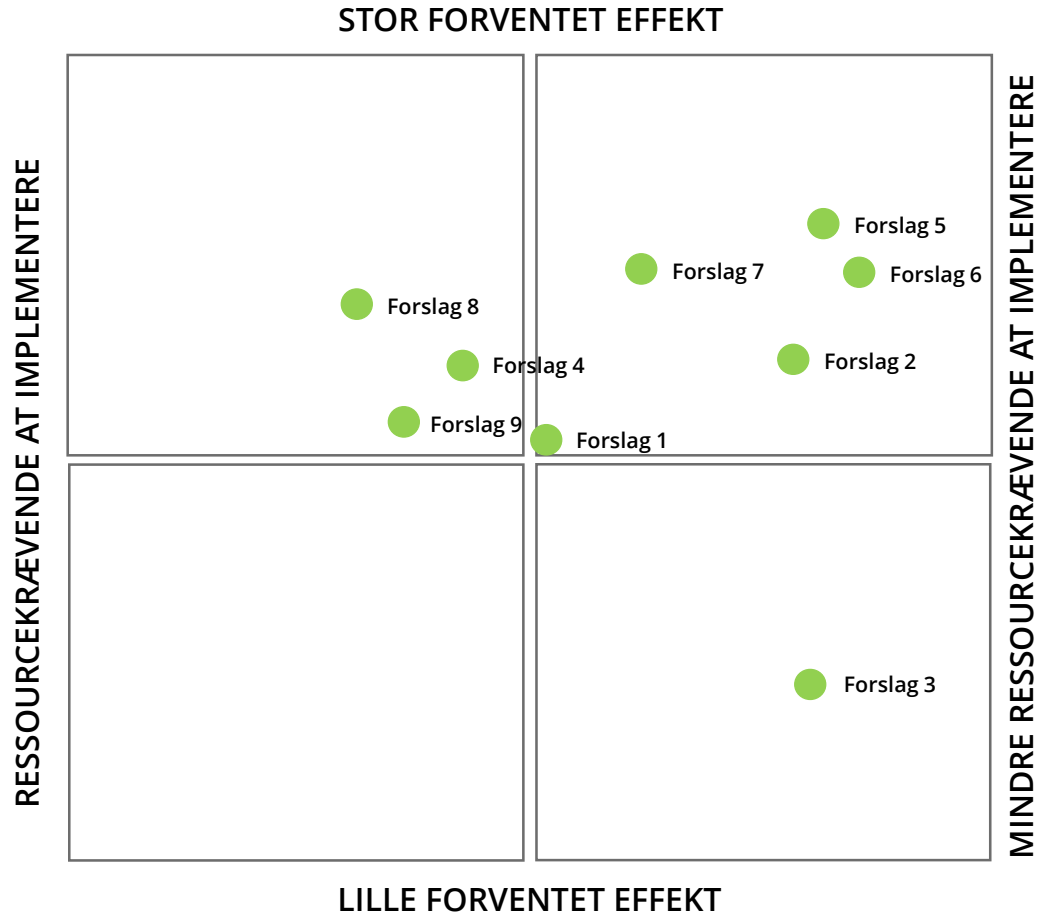 STOR FORVENTET EFFEKT
RESSOURCEKRÆVENDE AT IMPLEMENTERE
MINDRE RESSOURCEKRÆVENDE AT IMPLEMENTERE
Forslag 5
Forslag 7
Forslag 6
Forslag 8
Forslag 2
Forslag 4
Forslag 9
Forslag 1
Forslag 3
LILLE FORVENTET EFFEKT